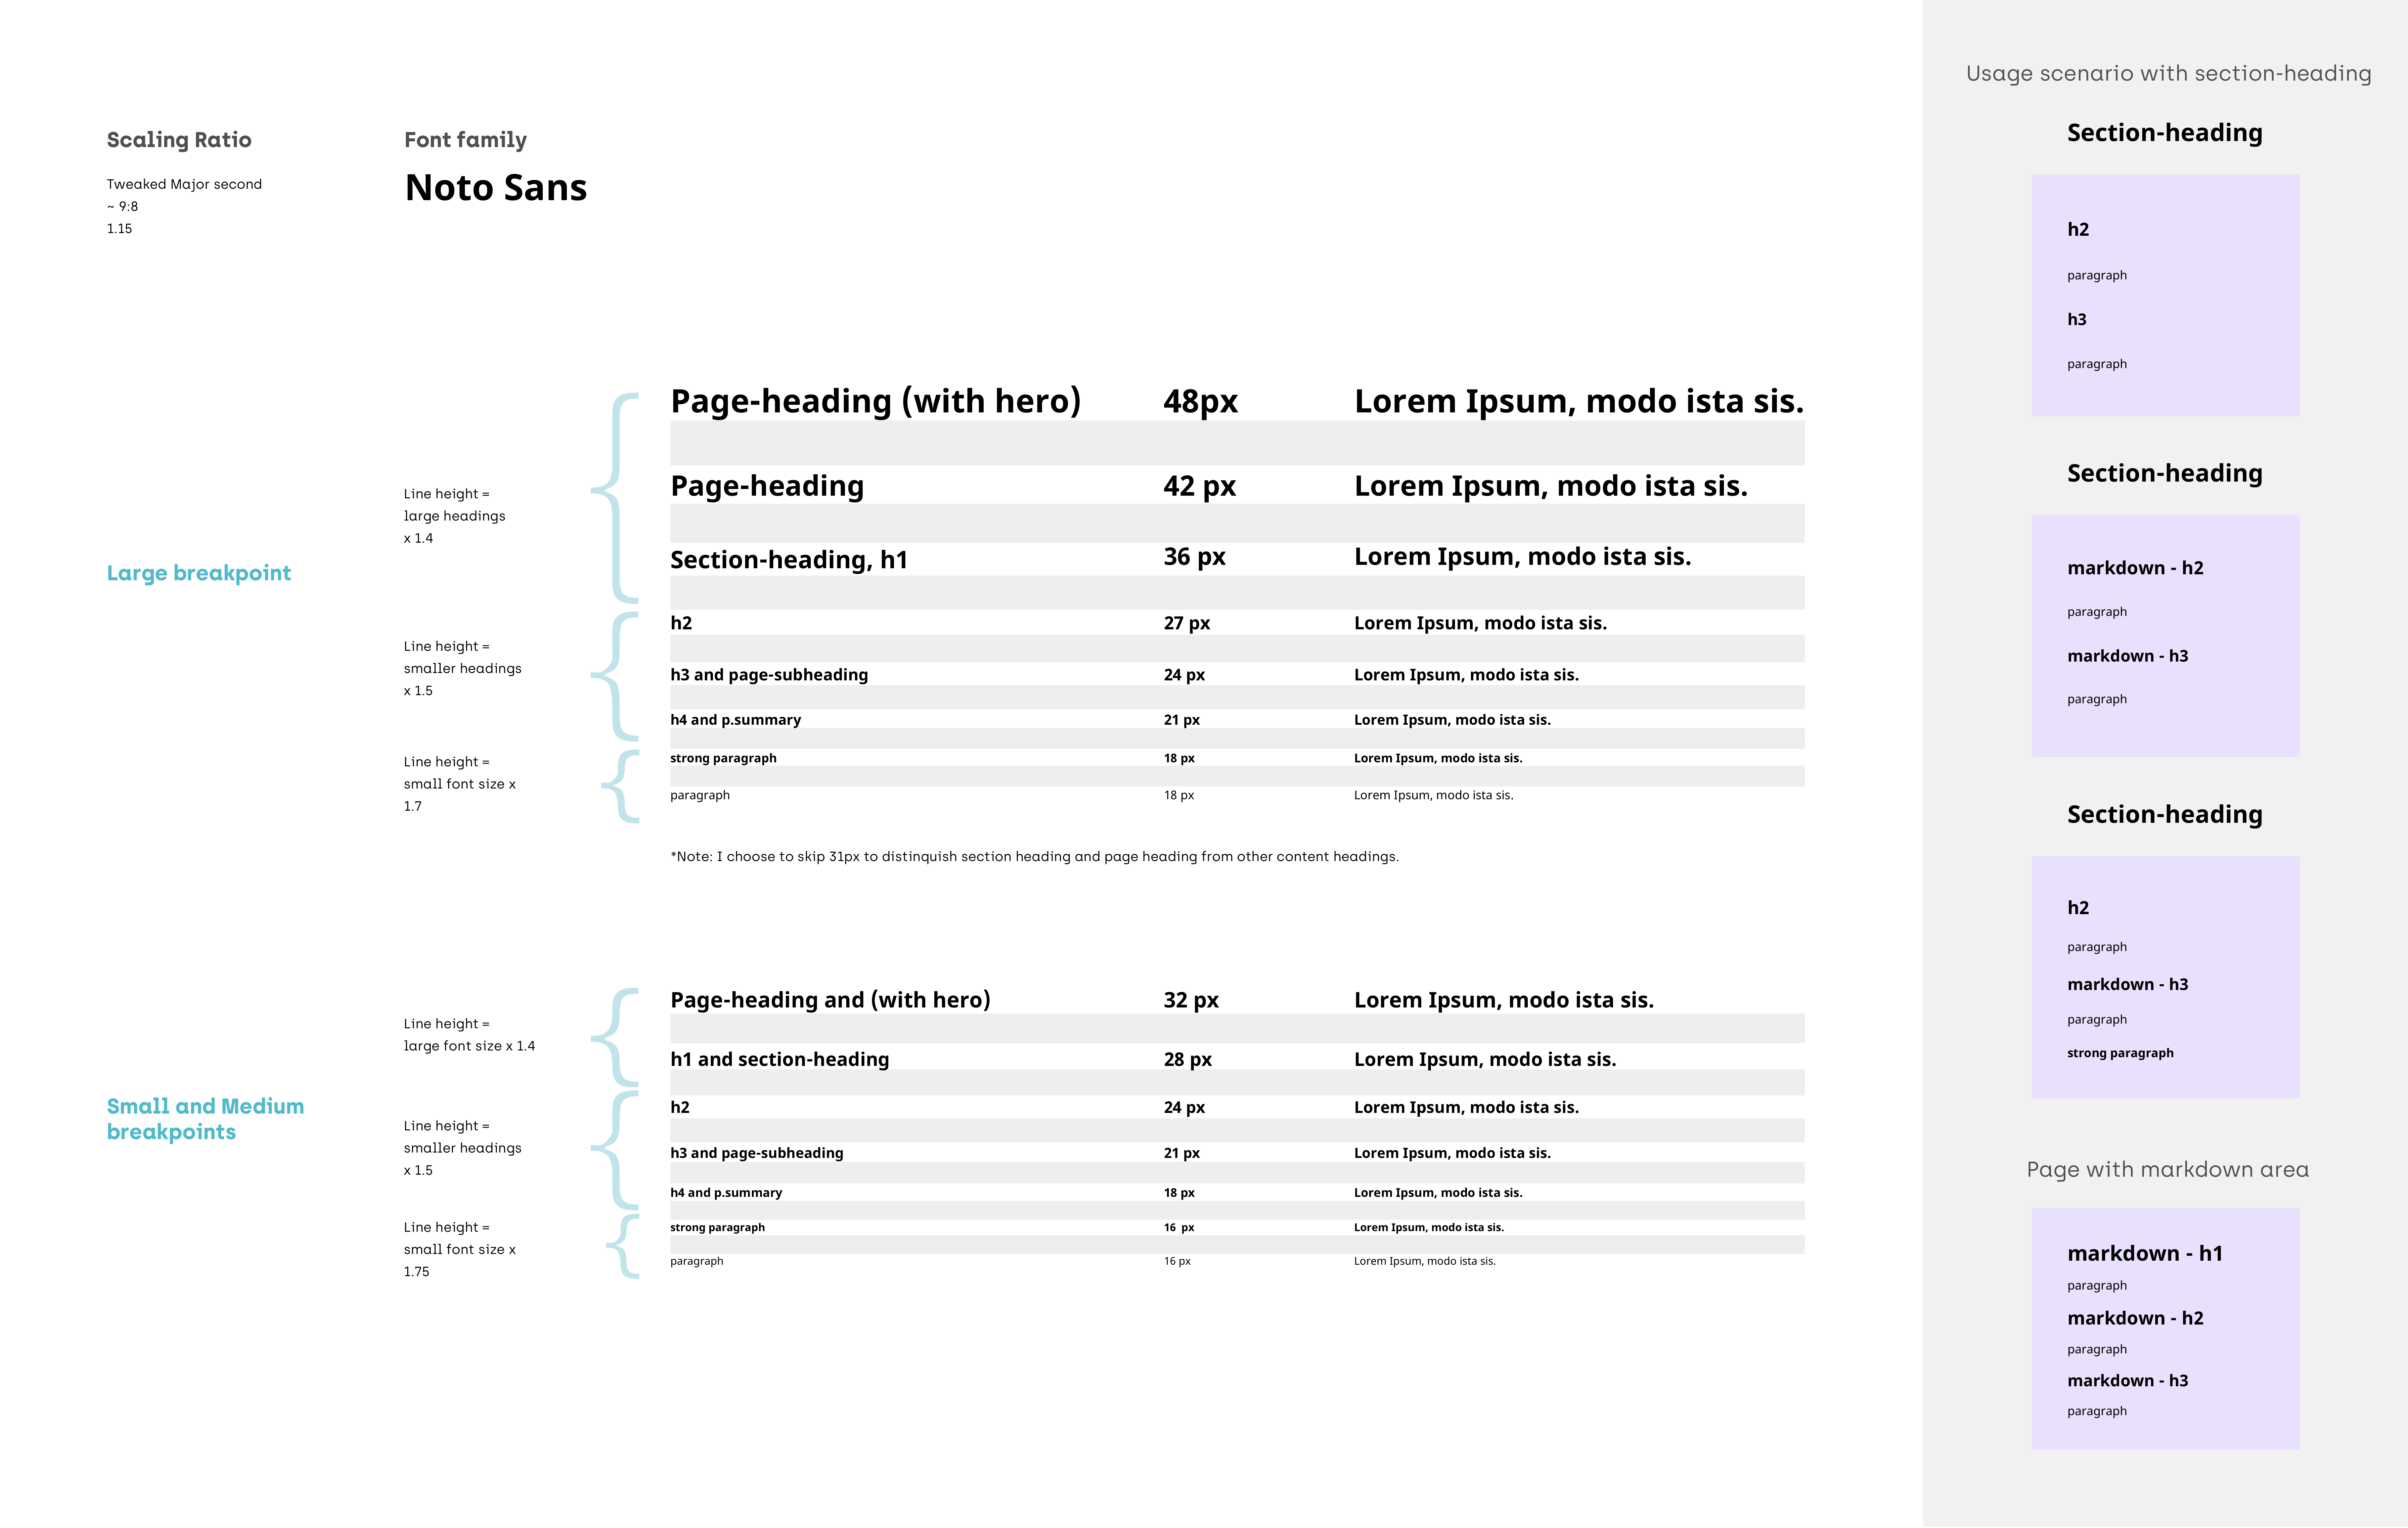 Scaling Ratio
Tweaked Major second
~ 9:8
1.15
Font family
Noto Sans
Large breakpoint
Line height =
large headings
x 1.4
Line height =
smaller headings
x 1.5
Line height =
small font size x
1.7
Page-heading (with hero) 48px Lorem Ipsum, modo ista sis.
Page-heading 42 px Lorem Ipsum, modo ista sis.
Section-heading, h1 36 px Lorem Ipsum, modo ista sis.
h2 27 px Lorem Ipsum, modo ista sis.
h3 and page-subheading 24 px Lorem Ipsum, modo ista sis.
h4 and p.summary 21 px Lorem Ipsum, modo ista sis.
strong paragraph 18 px Lorem Ipsum, modo ista sis.
paragraph 18 px Lorem Ipsum, modo ista sis.
*Note: I choose to skip 31px to distinquish section heading and page heading from other content headings.
Small and Medium
breakpoints
Line height =
large font size x 1.4
Line height =
smaller headings
x 1.5
Line height =
small font size x
1.75
Page-heading and (with hero) 32 px Lorem Ipsum, modo ista sis.
h1 and section-heading 28 px Lorem Ipsum, modo ista sis.
h2 24 px Lorem Ipsum, modo ista sis.
h3 and page-subheading 21 px Lorem Ipsum, modo ista sis.
h4 and p.summary 18 px Lorem Ipsum, modo ista sis.
strong paragraph 16 px Lorem Ipsum, modo ista sis.
paragraph 16 px Lorem Ipsum, modo ista sis.
Usage scenario with section-heading
Section-heading
h2
paragraph
h3
paragraph
Section-heading
markdown - h2
paragraph
markdown - h3
paragraph
Section-heading
h2
paragraph
markdown - h3
paragraph
strong paragraph
Page with markdown area
markdown - h1
paragraph
markdown - h2
paragraph
markdown - h3
paragraph